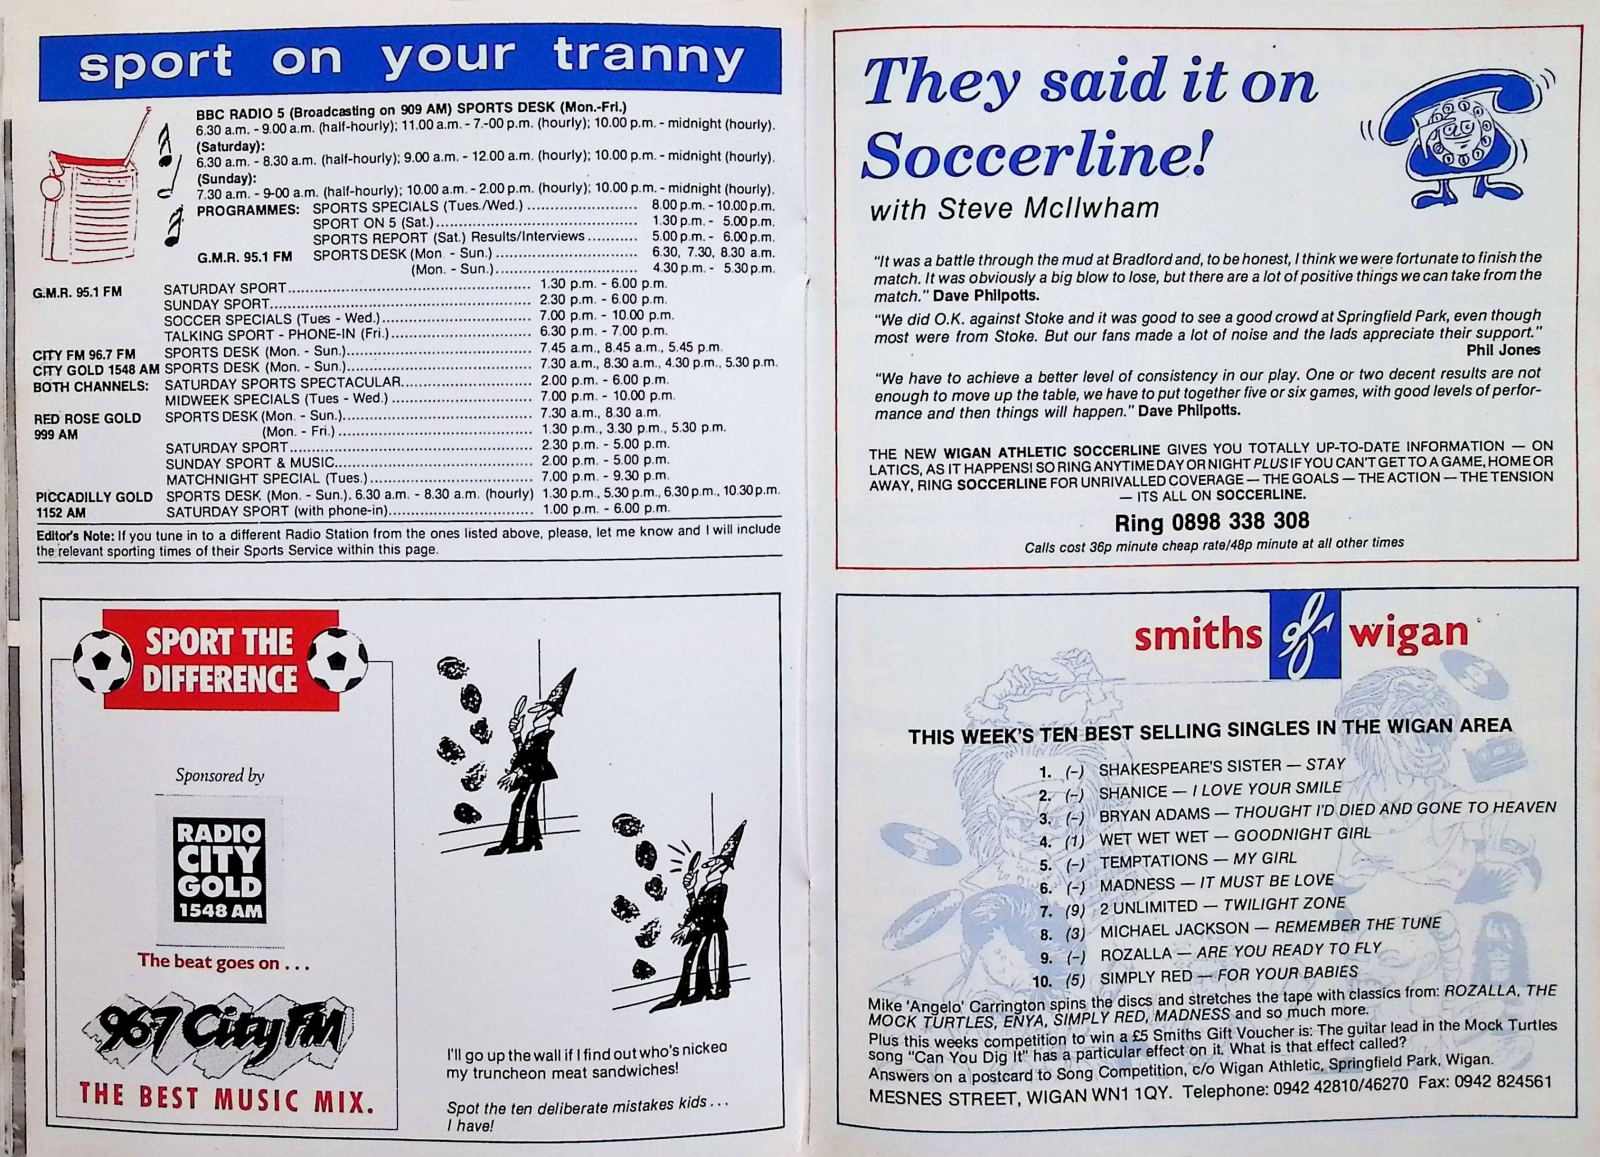 sport on your tranny
BBC RADIO 5 (Broadcasting on 909 AM) SPORTS DESK (Mon.-Fri.)
6.30 a.m. - 9.00 a.m. (half-hourly); 11.00 a.m. - 7.-00 p.m. (hourly); 10.00 p.m. - midnight (hourly).
(Saturday):
6.30 a.m. - 8.30 a.m. (half-hourly); 9.00 a.m. - 12.00 a.m. (hourly); 10.00 p.m. - midnight (hourly).
(Sunday):
7.30 a.m. - 9-00 a.m. (half-hourly); 10.00 a.m. - 2.00 p.m. (hourly); 10.00 p.m. - midnight (hourly).
PROGRAMMES: SPORTS SPECIALS (Tues./Wed.) .................... 8.00 p.m. - 10.00 p.m.
SPORT ON 5 (Sat.)..................................... 1.30 p.m. - 5.00 p.m.
SPORTS REPORT (Sat.) Results/Interviews ........... 5.00 p.m. - 6.00 p.m.
G.M.R. 95.1 FM SPORTS DESK (Mon. - Sun.)......................... 6.30, 7.30, 8.30 a.m.
(Mon. - Sun.)......................... 4.30 p.m. - 5.30 p.m.
G.M.R. 95.1 FM SATURDAY SPORT............................................. 1.30 p.m. - 6.00 p.m.
SUNDAY SPORT................................................ 2.30 p.m. - 6.00 p.m.
SOCCER SPECIALS (Tues - Wed.)........................... 7.00 p.m. - 10.00 p.m.
TALKING SPORT - PHONE-IN (Fri.)......................... 6.30 p.m. - 7.00 p.m.
CITY FM 96.7 FM SPORTS DESK (Mon. - Sun.)................................. 7.45 a.m., 8.45 a.m., 5.45 p.m.
CITY GOLD 1548 AM SPORTS DESK (Mon. - Sun.)................................. 7.30 a.m., 8.30 a.m., 4.30 p.m., 5.30 p.m.
BOTH CHANNELS: SATURDAY SPORTS SPECTACULAR....................... 2.00 p.m. - 6.00 p.m.
MIDWEEK SPECIALS (Tues - Wed.) ......................... 7.00 p.m. - 10.00 p.m.
RED ROSE GOLD SPORTS DESK (Mon. - Sun.).................................. 7.30 a.m., 8.30 a.m.
999 AM (Mon. - Fri.) ................................... 1.30 p.m., 3.30 p.m., 5.30 p.m.
SATURDAY SPORT............................................ 2.30 p.m. - 5.00 p.m.
SUNDAY SPORT & MUSIC................................... 2.00 p.m. - 5.00 p.m.
MATCHNIGHT SPECIAL (Tues.)............................. 7.00 p.m. - 9.30 p.m.
PICCADILLY GOLD SPORTS DESK (Mon. - Sun.), 6.30 a.m. - 8.30 a.m. (hourly) 1.30 p.m., 5.30 p.m., 6.30 p.m., 10.30 p.m.
1152 AM SATURDAY SPORT (with phone-in).......................... 1.00 p.m. - 6.00 p.m.
Editor's Note: If you tune in to a different Radio Station from the ones listed above, please, let me know and I will include
the relevant sporting times of their Sports Service within this page.
SPORT THE
DIFFERENCE
Sponsored by
RADIO
CITY
GOLD
1548 AM
The beat goes on . . .
967 City FM
THE BEST MUSIC MIX.
I'll go up the wall if I find out who's nicked
my truncheon meat sandwiches!
Spot the ten deliberate mistakes kids . . .
I have!
They said it on
Soccerline!
with Steve McIlwham
"It was a battle through the mud at Bradford and, to be honest, I think we were fortunate to finish the
match. It was obviously a big blow to lose, but there are a lot of positive things we can take from the
match." Dave Philpotts.
"We did O.K. against Stoke and it was good to see a good crowd at Springfield Park, even though
most were from Stoke. But our fans made a lot of noise and the lads appreciate their support."
Phil Jones
"We have to achieve a better level of consistency in our play. One or two decent results are not
enough to move up the table, we have to put together five or six games, with good levels of perfor-
mance and then things will happen." Dave Philpotts.
THE NEW WIGAN ATHLETIC SOCCERLINE GIVES YOU TOTALLY UP-TO-DATE INFORMATION — ON
LATICS, AS IT HAPPENS! SO RING ANYTIME DAY OR NIGHT PLUS IF YOU CAN'T GET TO A GAME, HOME OR
AWAY, RING SOCCERLINE FOR UNRIVALLED COVERAGE — THE GOALS — THE ACTION — THE TENSION
— ITS ALL ON SOCCERLINE.
Ring 0898 338 308
Calls cost 36p minute cheap rate/48p minute at all other times
smiths of wigan
THIS WEEK'S TEN BEST SELLING SINGLES IN THE WIGAN AREA
1. (–) SHAKESPEARE'S SISTER — STAY
2. (–) SHANICE — I LOVE YOUR SMILE
3. (–) BRYAN ADAMS — THOUGHT I'D DIED AND GONE TO HEAVEN
4. (1) WET WET WET — GOODNIGHT GIRL
5. (–) TEMPTATIONS — MY GIRL
6. (–) MADNESS — IT MUST BE LOVE
7. (9) 2 UNLIMITED — TWILIGHT ZONE
8. (3) MICHAEL JACKSON — REMEMBER THE TUNE
9. (–) ROZALLA — ARE YOU READY TO FLY
10. (5) SIMPLY RED — FOR YOUR BABIES
Mike 'Angelo' Carrington spins the discs and stretches the tape with classics from: ROZALLA, THE
MOCK TURTLES, ENYA, SIMPLY RED, MADNESS and so much more.
Plus this weeks competition to win a £5 Smiths Gift Voucher is: The guitar lead in the Mock Turtles
song "Can You Dig It" has a particular effect on it. What is that effect called?
Answers on a postcard to Song Competition, c/o Wigan Athletic, Springfield Park, Wigan.
MESNES STREET, WIGAN WN1 1QY. Telephone: 0942 42810/46270 Fax: 0942 824561